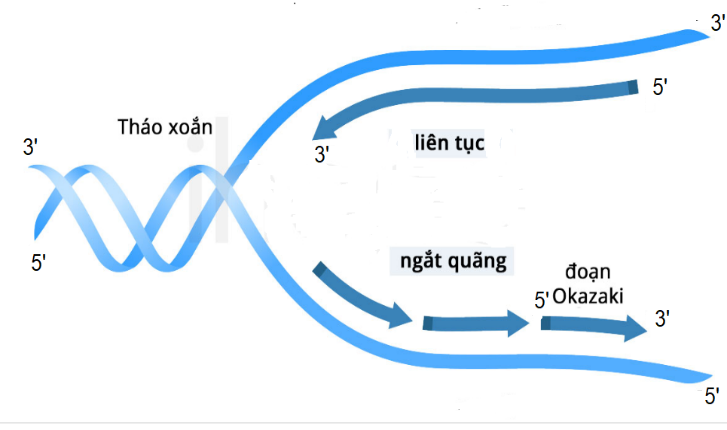 3'
5'
Tháo xoắn
3'
3'
liên tục
ngắt quãng
đoạn
5' Okazaki
3'
5'
5'